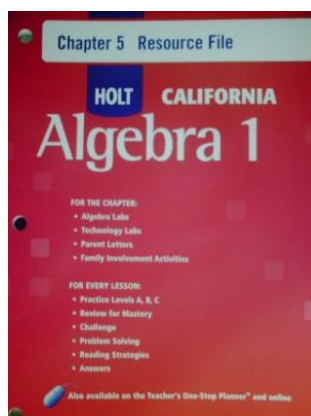 Chapter 5 Resource File
HOLT CALIFORNIA
Algebra 1
FOR THE CHAPTER:
• Algebra Labs
• Technology Labs
• Parent Letters
• Family Involvement Activities
FOR EVERY LESSON:
• Practice Levels A, B, C
• Review for Mastery
• Challenge
• Problem Solving
• Reading Strategies
• Answers
Also available on the Teacher's One-Stop Planner® and online